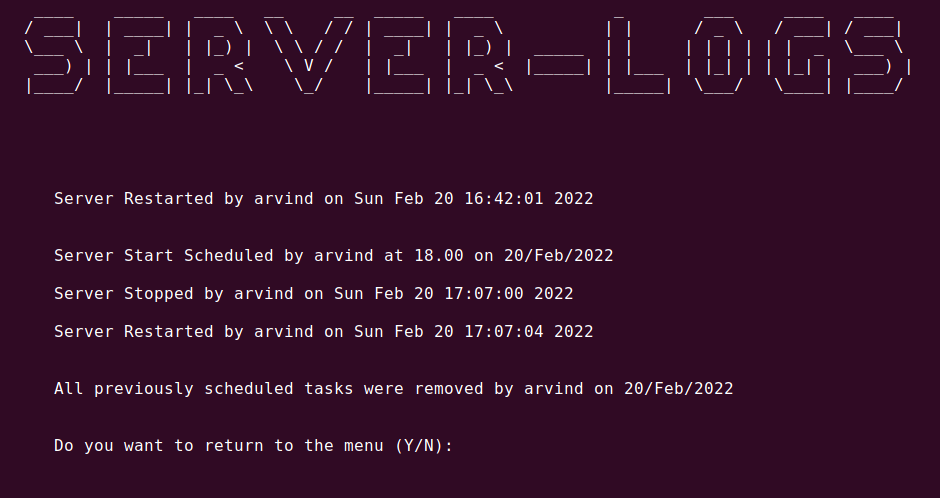 SERVER-LOGS
Server Restarted by arvind on Sun Feb 20 16:42:01 2022
Server Start Scheduled by arvind at 18.00 on 20/Feb/2022
Server Stopped by arvind on Sun Feb 20 17:07:00 2022
Server Restarted by arvind on Sun Feb 20 17:07:04 2022
All previously scheduled tasks were removed by arvind on 20/Feb/2022
Do you want to return to the menu (Y/N):